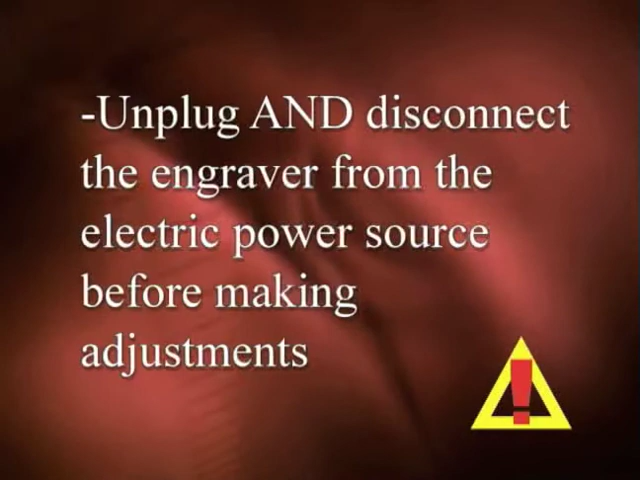 -Unplug AND disconnect
the engraver from the
electric power source
before making
adjustments